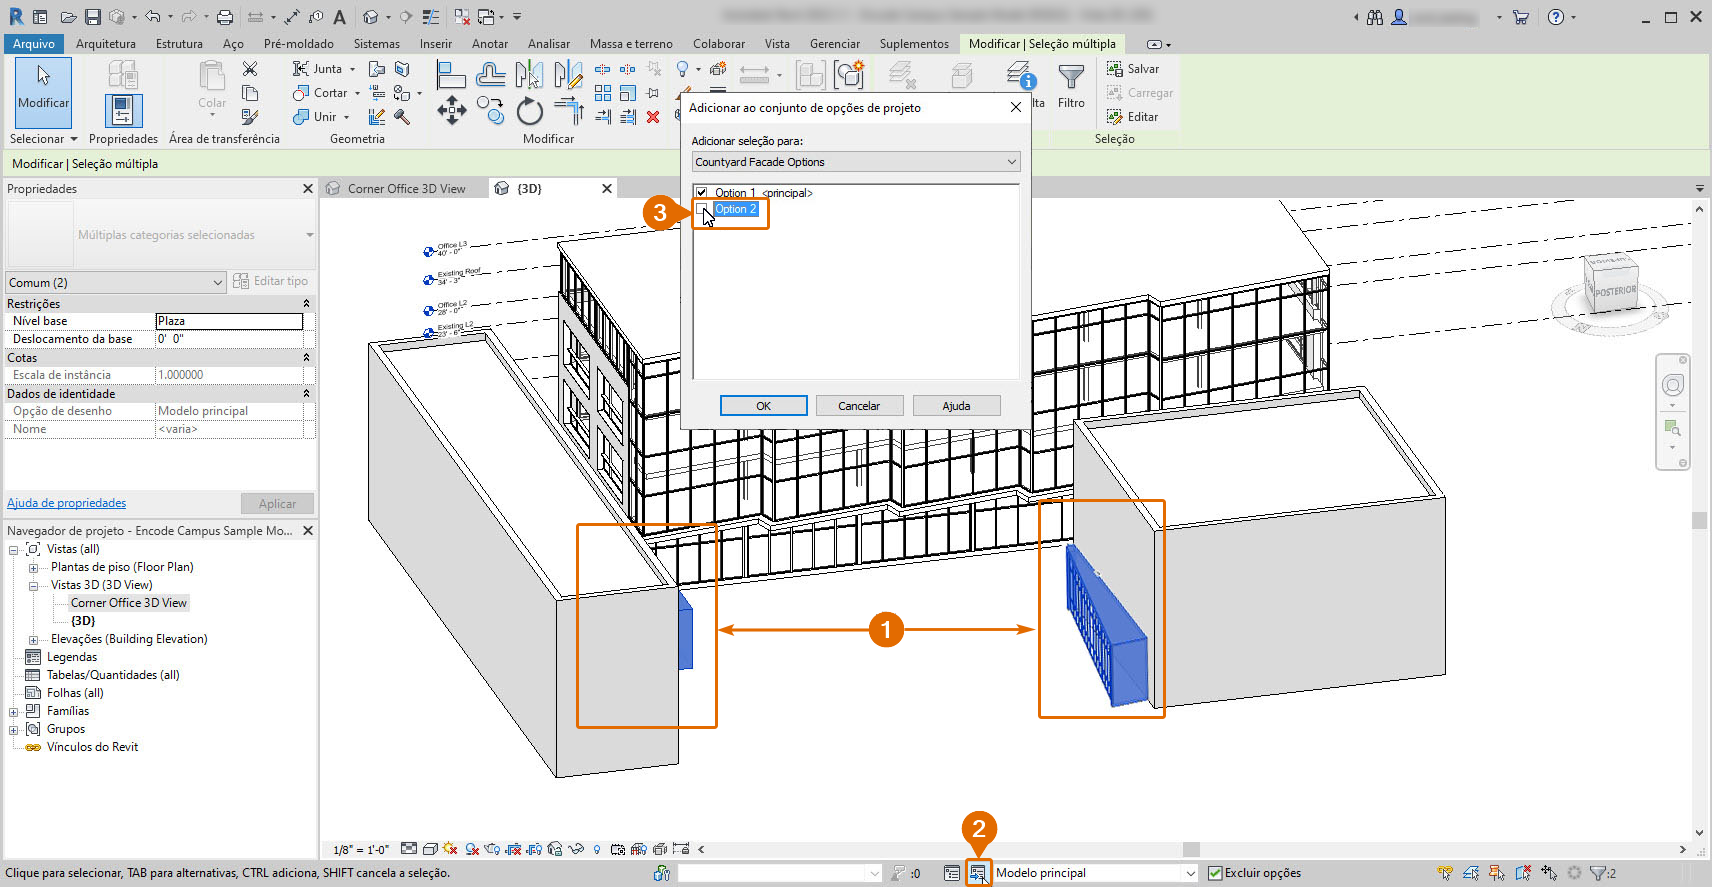 Arquivo Arquitetura Estrutura Aço Pré-moldado Sistemas Inserir Anotar Analisar Massa e terreno Colaborar Vista Gerenciar Suplementos Modificar | Seleção múltipla
Modificar
Selecionar
Propriedades
Colar
Área de transferência
Junta
Cortar
Unir
Geometria
Modificar
Filtro
Salvar
Carregar
Editar
Seleção
Modificar | Seleção múltipla
Propriedades
Múltiplas categorias selecionadas
Comum (2)
Editar tipo
Restrições
Nível base Plaza
Deslocamento da base 0' 0"
Cotas
Escala de instância 1.000000
Dados de identidade
Opção de desenho Modelo principal
Nome <varia>
Ajuda de propriedades
Aplicar
Navegador de projeto - Encode Campus Sample Mo...
Vistas (all)
Plantas de piso (Floor Plan)
Vistas 3D (3D View)
Corner Office 3D View
{3D}
Elevações (Building Elevation)
Legendas
Tabelas/Quantidades (all)
Folhas (all)
Famílias
Grupos
Vínculos do Revit
Corner Office 3D View
{3D}
Adicionar ao conjunto de opções de projeto
Adicionar seleção para:
Countyard Facade Options
Option 1 <principal>
3
Option 2
OK
Cancelar
Ajuda
Office L3
40' - 0"
Existing Roof
34' - 3"
Office L2
28' - 0"
Existing L2
23' - 6"
POSTERIOR
1
2
1/8" = 1'-0"
Clique para selecionar, TAB para alternativas, CTRL adiciona, SHIFT cancela a seleção.
:0
Modelo principal
Excluir opções
:2